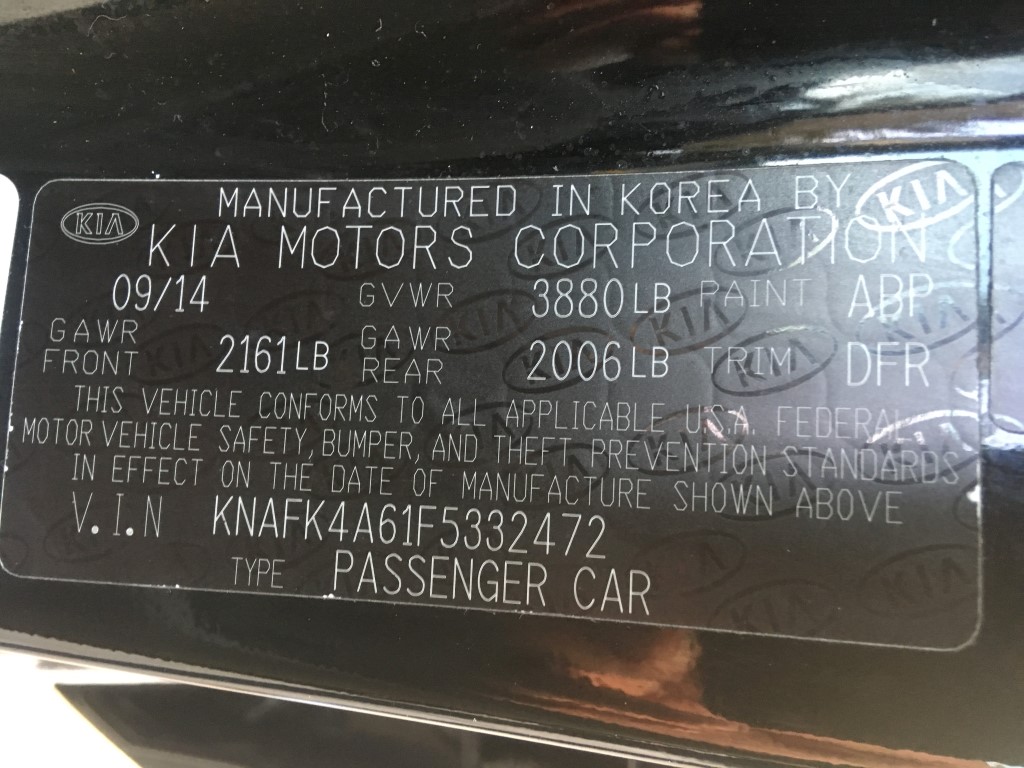 KIA
MANUFACTURED IN KOREA BY
KIA MOTORS CORPORATION
09/14 GVWR 3880LB PAINT ABP
GAWR FRONT 2161LB GAWR REAR 2006LB TRIM DFR
THIS VEHICLE CONFORMS TO ALL APPLICABLE U.S.A. FEDERAL
MOTOR VEHICLE SAFETY, BUMPER, AND THEFT PREVENTION STANDARDS
IN EFFECT ON THE DATE OF MANUFACTURE SHOWN ABOVE
V.I.N KNAFK4A61F5332472
TYPE PASSENGER CAR